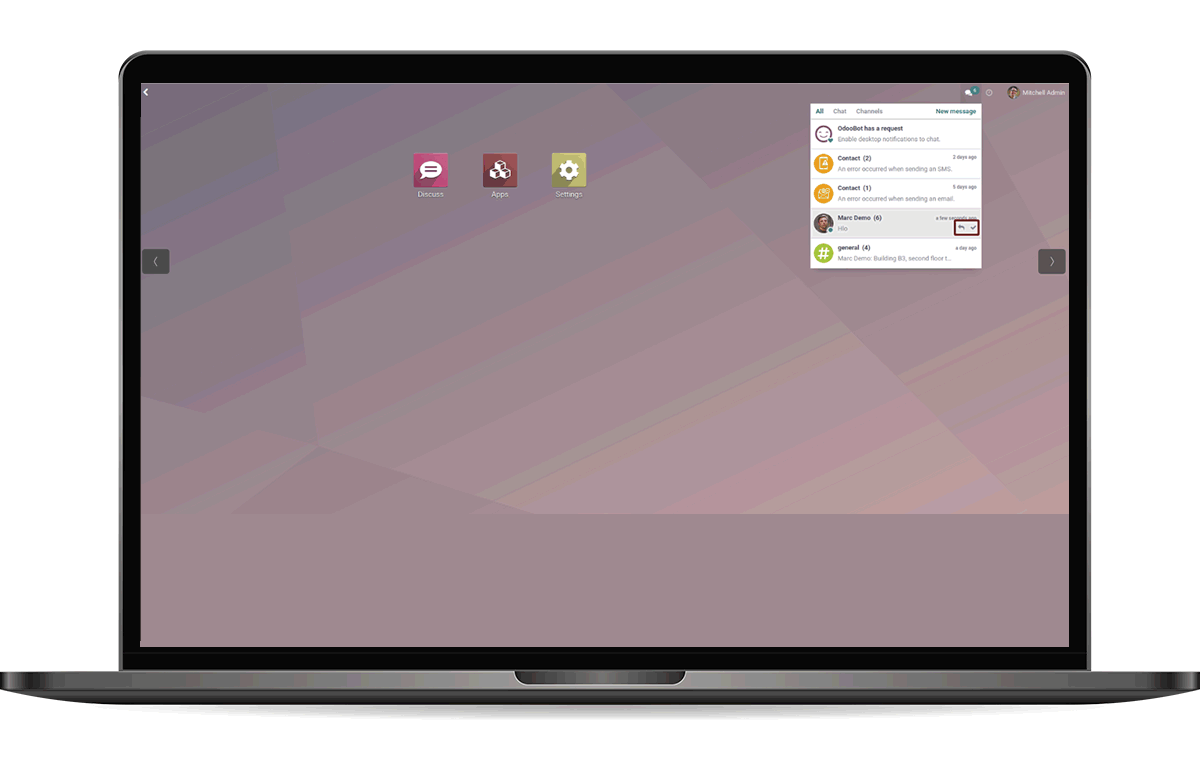 6
Mitchell Admin
All Chat Channels New message
OdooBot has a request
Enable desktop notifications to chat.
Contact (2) 2 days ago
An error occurred when sending an SMS.
Contact (1) 5 days ago
An error occurred when sending an email.
Marc Demo (6) a few seconds ago
Hlo
general (4) a day ago
Marc Demo: Building B3, second floor t...
Discuss
Apps
Settings